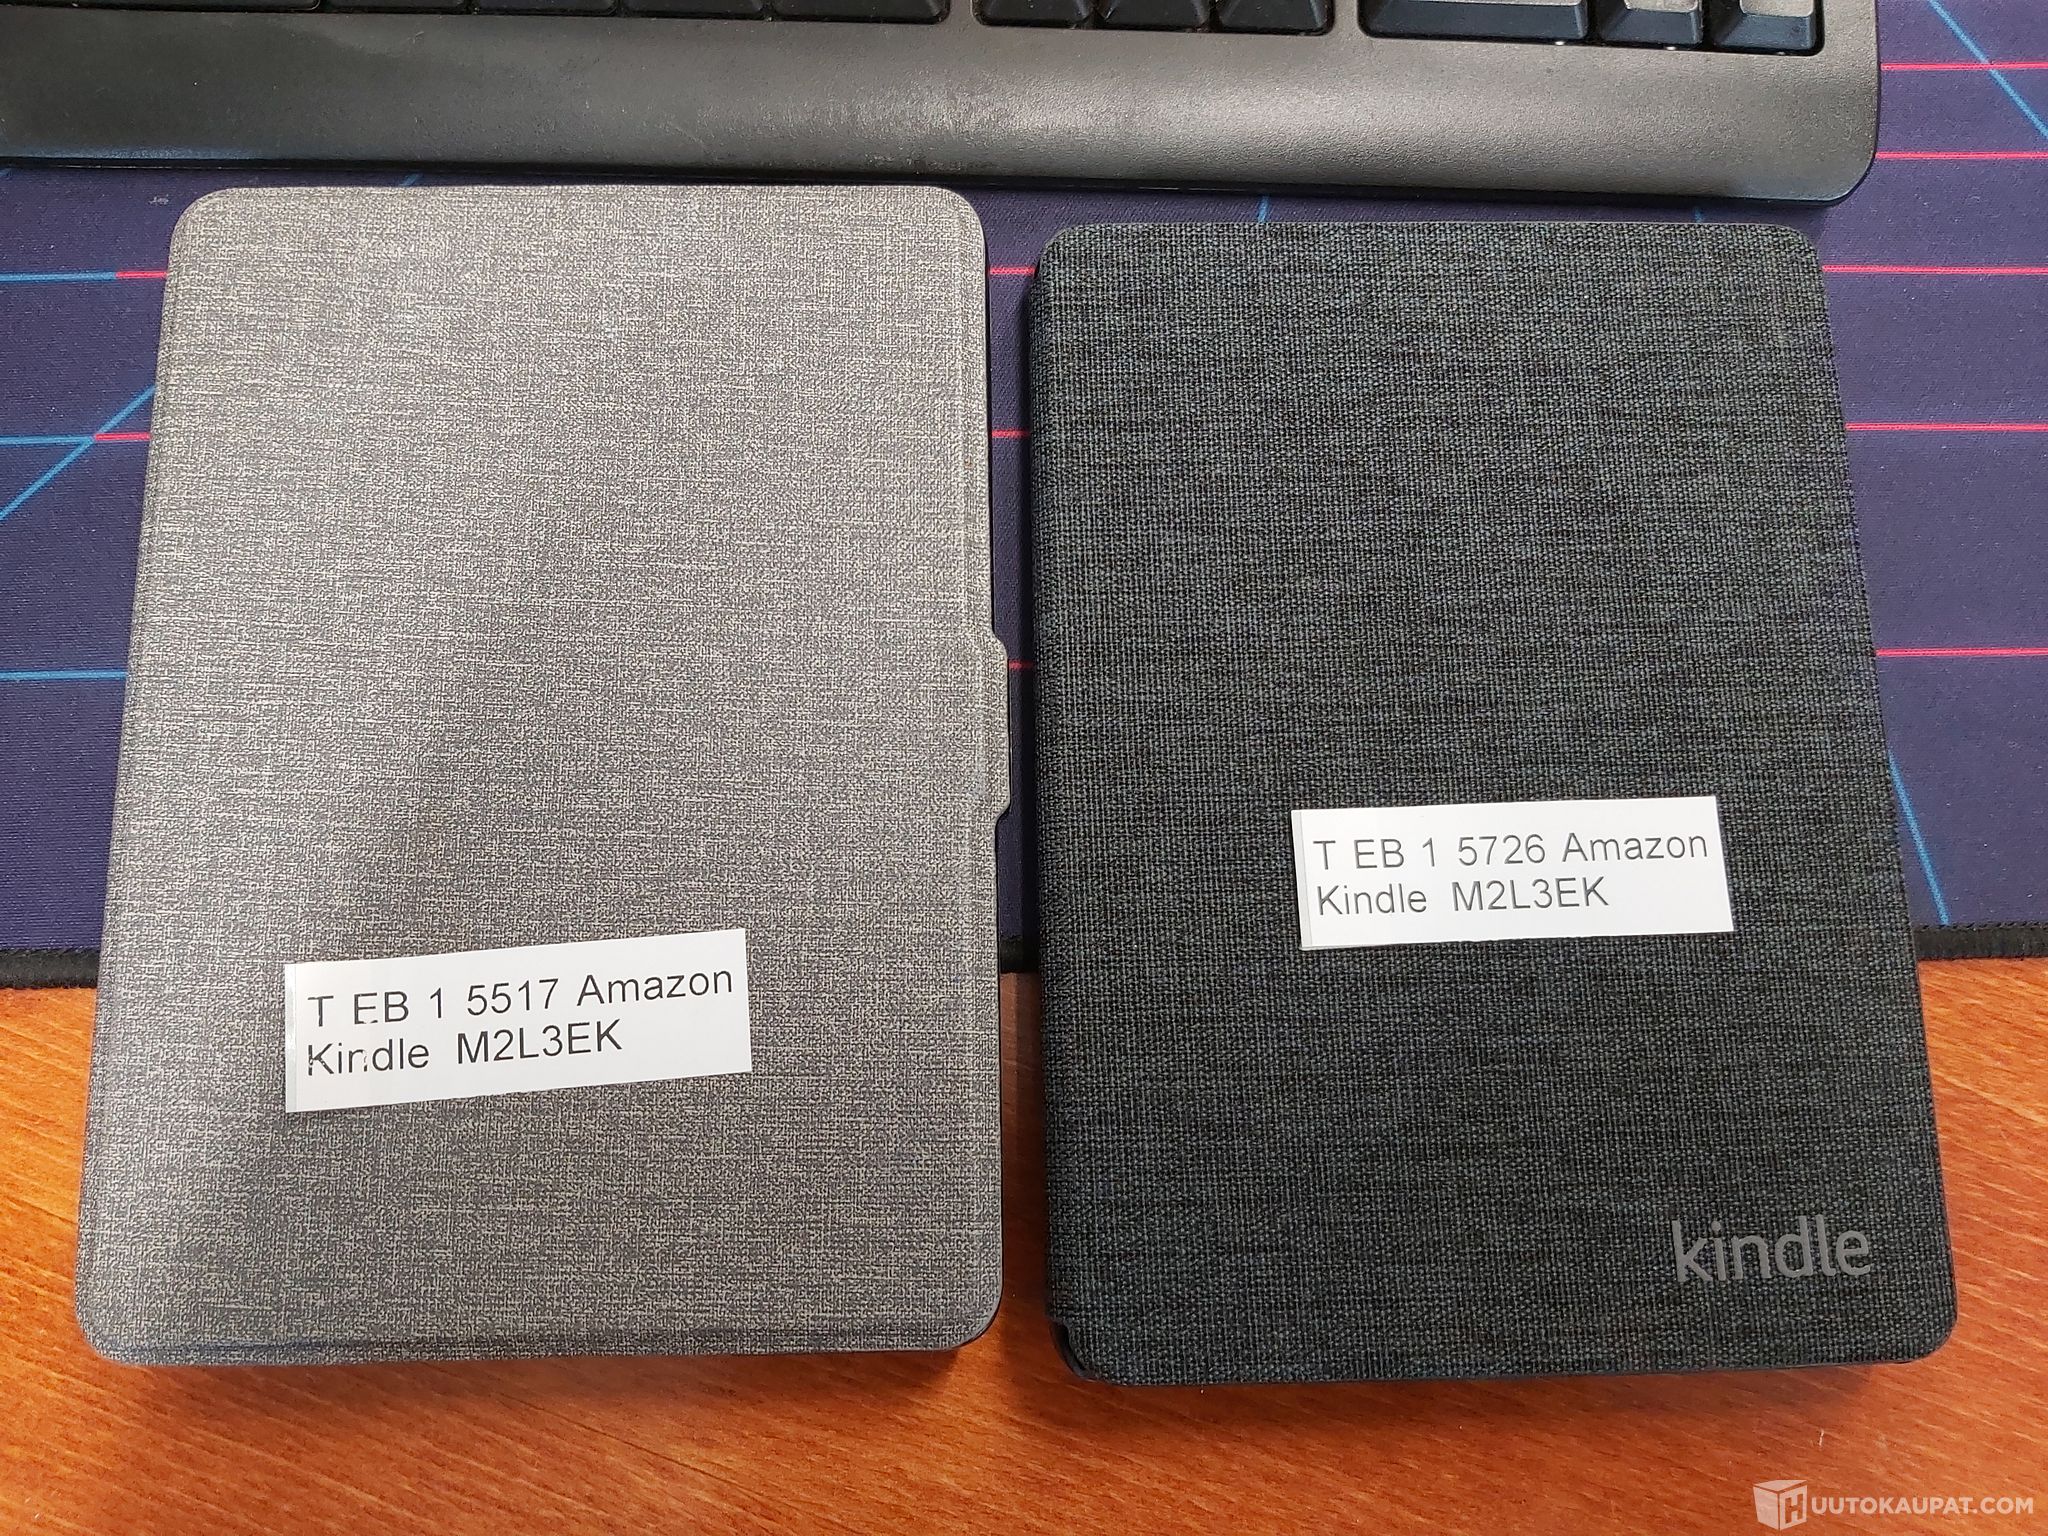 T EB 1 5517 Amazon
Kindle M2L3EK
T EB 1 5726 Amazon
Kindle M2L3EK
kindle
HUUTOKAUPAT.COM